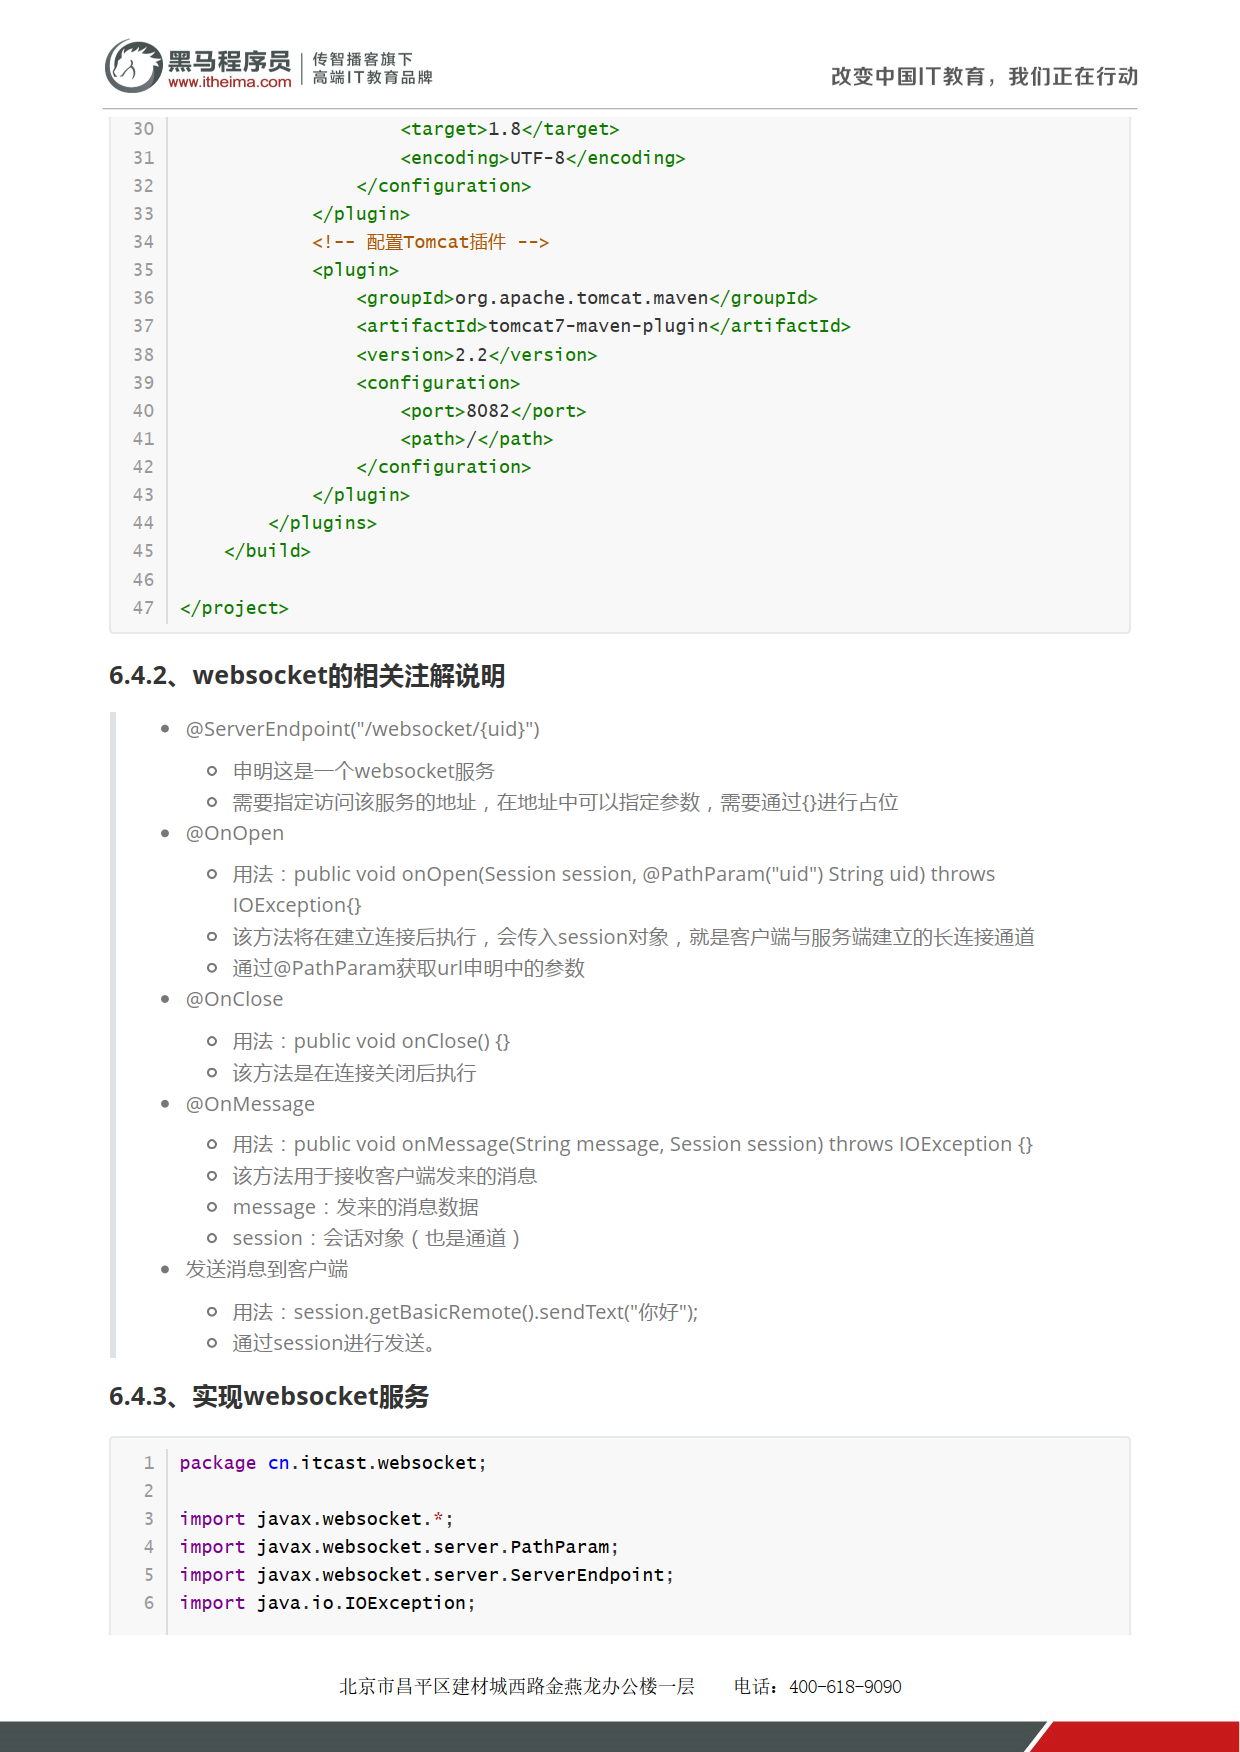 黑马程序员
www.itheima.com
传智播客旗下
高端IT教育品牌
改变中国IT教育，我们正在行动
30                     <target>1.8</target>
31                     <encoding>UTF-8</encoding>
32                 </configuration>
33             </plugin>
34             <!-- 配置Tomcat插件 -->
35             <plugin>
36                 <groupId>org.apache.tomcat.maven</groupId>
37                 <artifactId>tomcat7-maven-plugin</artifactId>
38                 <version>2.2</version>
39                 <configuration>
40                     <port>8082</port>
41                     <path>/</path>
42                 </configuration>
43             </plugin>
44         </plugins>
45     </build>
46
47 </project>
6.4.2、websocket的相关注解说明
• @ServerEndpoint("/websocket/{uid}")
○ 申明这是一个websocket服务
○ 需要指定访问该服务的地址，在地址中可以指定参数，需要通过{}进行占位
• @OnOpen
○ 用法：public void onOpen(Session session, @PathParam("uid") String uid) throws
IOException{}
○ 该方法将在建立连接后执行，会传入session对象，就是客户端与服务端建立的长连接通道
○ 通过@PathParam获取url申明中的参数
• @OnClose
○ 用法：public void onClose() {}
○ 该方法是在连接关闭后执行
• @OnMessage
○ 用法：public void onMessage(String message, Session session) throws IOException {}
○ 该方法用于接收客户端发来的消息
○ message：发来的消息数据
○ session：会话对象（也是通道）
• 发送消息到客户端
○ 用法：session.getBasicRemote().sendText("你好");
○ 通过session进行发送。
6.4.3、实现websocket服务
1 package cn.itcast.websocket;
2
3 import javax.websocket.*;
4 import javax.websocket.server.PathParam;
5 import javax.websocket.server.ServerEndpoint;
6 import java.io.IOException;
北京市昌平区建材城西路金燕龙办公楼一层 电话：400-618-9090